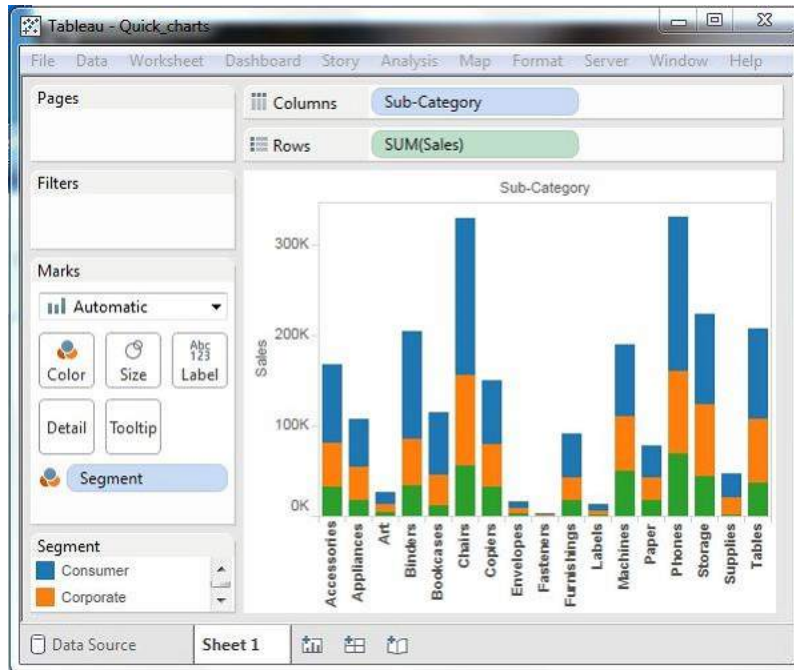 Tableau - Quick_charts
File Data Worksheet Dashboard Story Analysis Map Format Server Window Help
Pages
Columns Sub-Category
Rows SUM(Sales)
Filters
Sub-Category
Marks
Automatic
Color Size Abc 123 Label
Detail Tooltip
Segment
Segment
Consumer
Corporate
Sales
300K
200K
100K
0K
Accessories
Appliances
Art
Binders
Bookcases
Chairs
Copiers
Envelopes
Fasteners
Furnishings
Labels
Machines
Paper
Phones
Storage
Supplies
Tables
Data Source Sheet 1